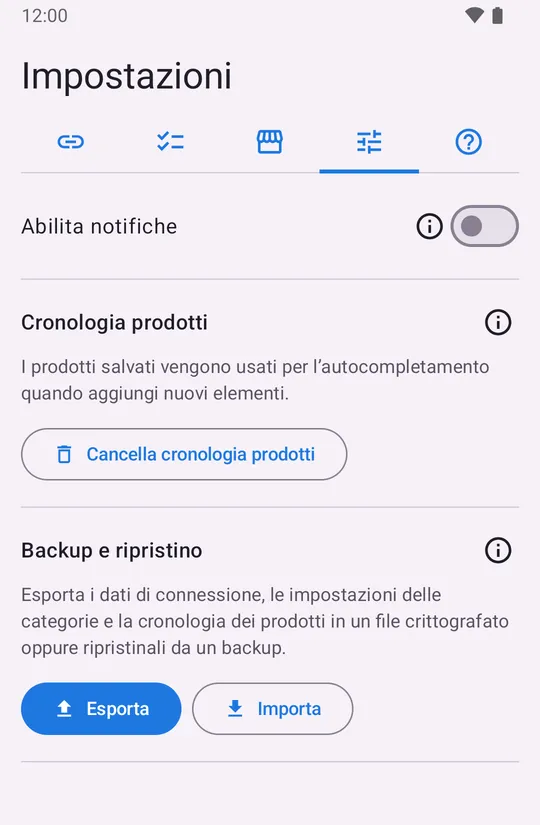 12:00
Impostazioni
Abilita notifiche
Cronologia prodotti
I prodotti salvati vengono usati per l’autocompletamento
quando aggiungi nuovi elementi.
Cancella cronologia prodotti
Backup e ripristino
Esporta i dati di connessione, le impostazioni delle
categorie e la cronologia dei prodotti in un file crittografato
oppure ripristinali da un backup.
Esporta
Importa